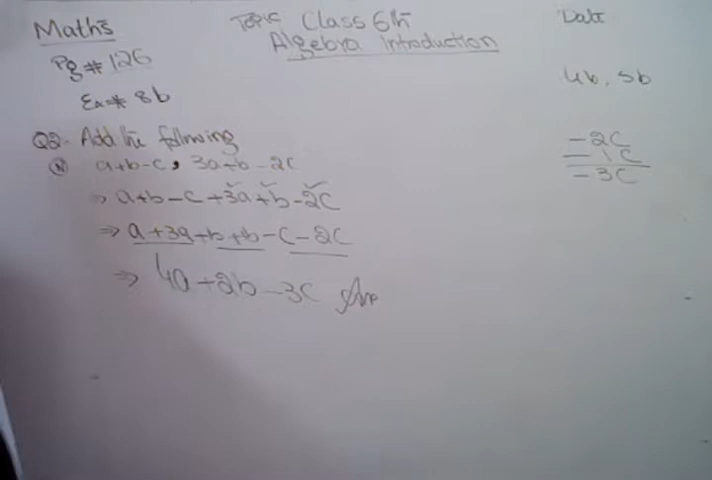 Maths
Topic Class 6th
Date
Algebra Introduction
Pg # 126
Ex # 8b
4b, 5b
Q2. Add the following
a+b-c, 3a+b-2c
⇒ a+b-c+3a+b-2c
⇒ a+3a+b+b-c-2c
⇒ 4a+2b-3c Ans
-2c
-1c
-3c